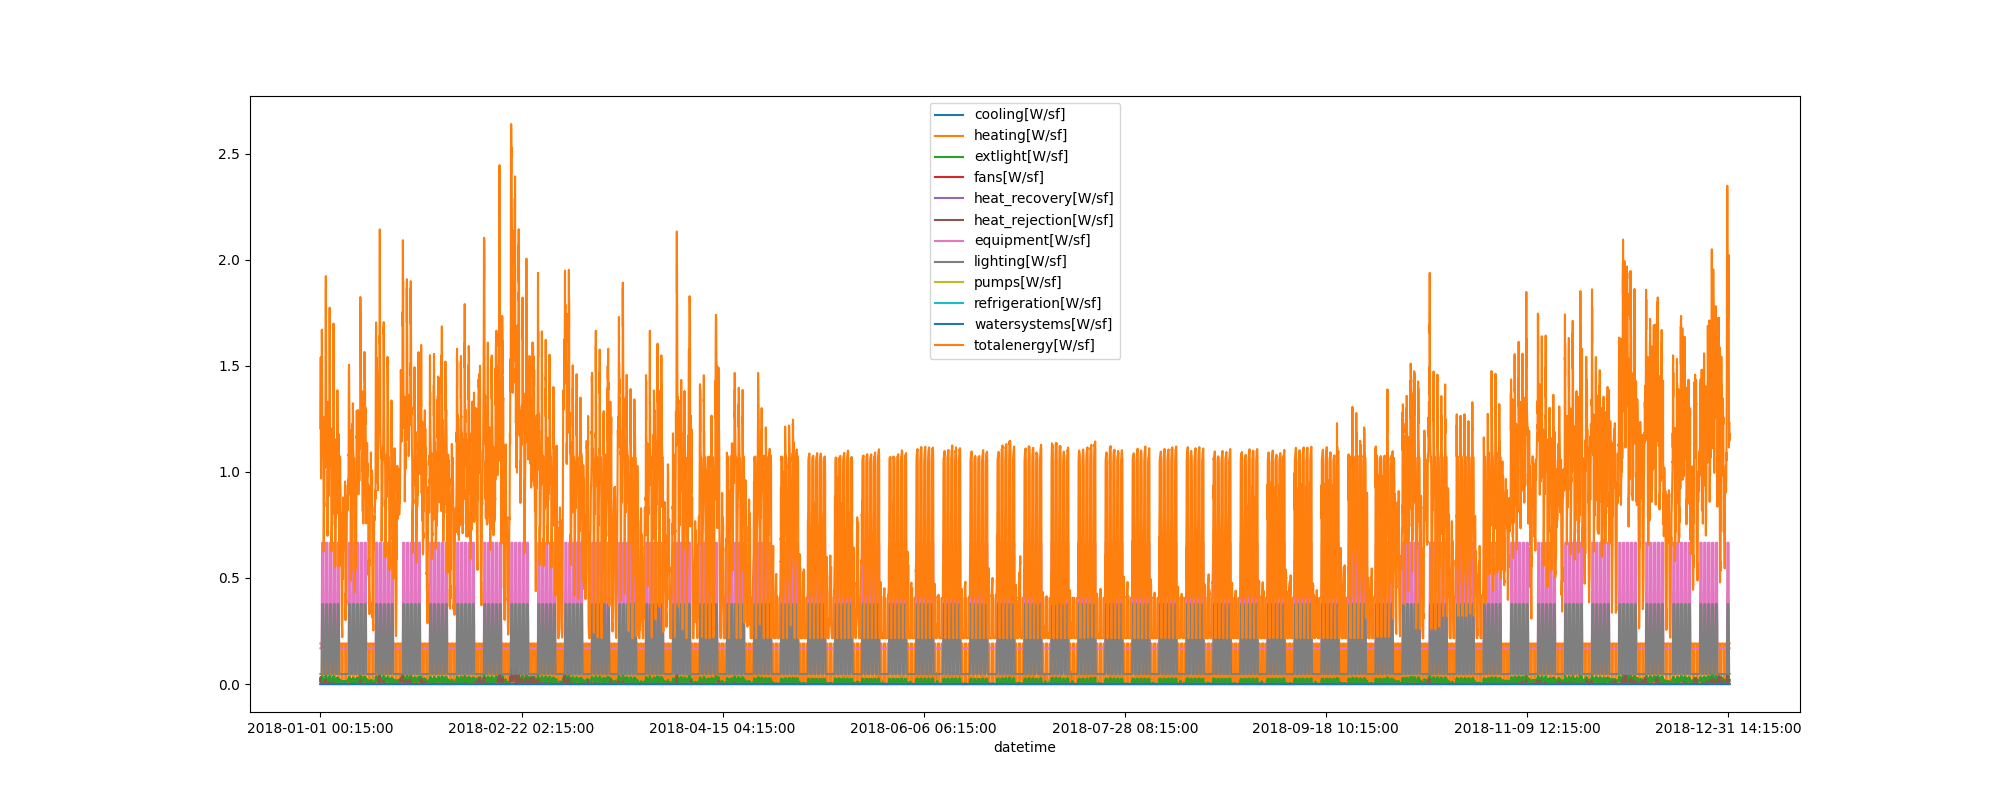 2.5
2.0
1.5
1.0
0.5
0.0
cooling[W/sf]
heating[W/sf]
extlight[W/sf]
fans[W/sf]
heat_recovery[W/sf]
heat_rejection[W/sf]
equipment[W/sf]
lighting[W/sf]
pumps[W/sf]
refrigeration[W/sf]
watersystems[W/sf]
totalenergy[W/sf]
2018-01-01 00:15:00 2018-02-22 02:15:00 2018-04-15 04:15:00 2018-06-06 06:15:00 2018-07-28 08:15:00 2018-09-18 10:15:00 2018-11-09 12:15:00 2018-12-31 14:15:00
datetime